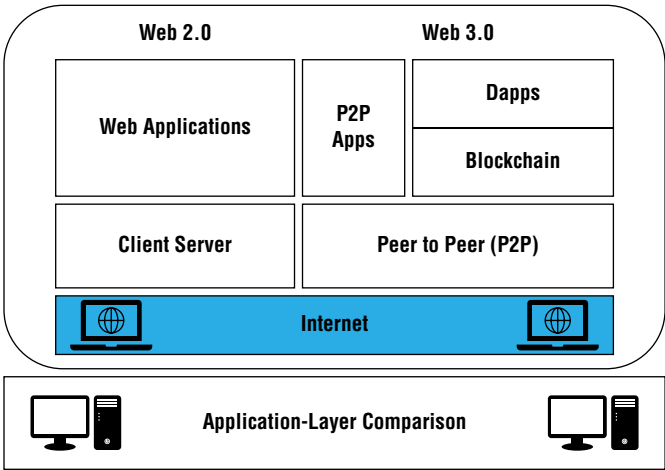 Web 2.0
Web 3.0
Web Applications
P2P
Apps
Dapps
Blockchain
Client Server
Peer to Peer (P2P)
Internet
Application-Layer Comparison